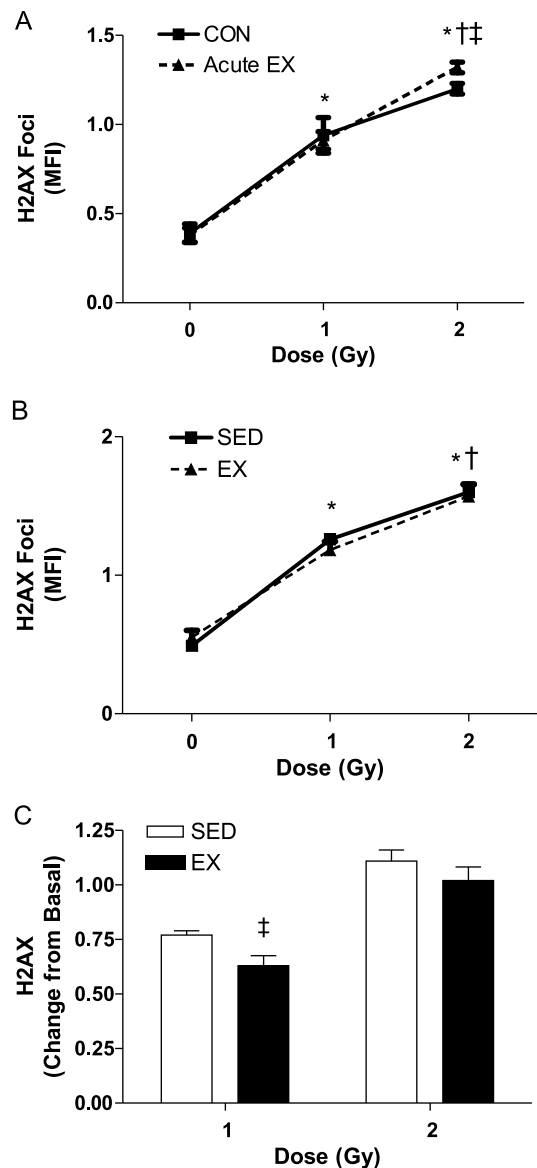 A
CON
Acute EX
* † ‡
*
H2AX Foci
(MFI)
1.5
1.0
0.5
0.0
0
1
2
Dose (Gy)
B
SED
EX
* †
*
H2AX Foci
(MFI)
2
1
0
0
1
2
Dose (Gy)
C
SED
EX
‡
H2AX
(Change from Basal)
1.25
1.00
0.75
0.50
0.25
0.00
1
2
Dose (Gy)